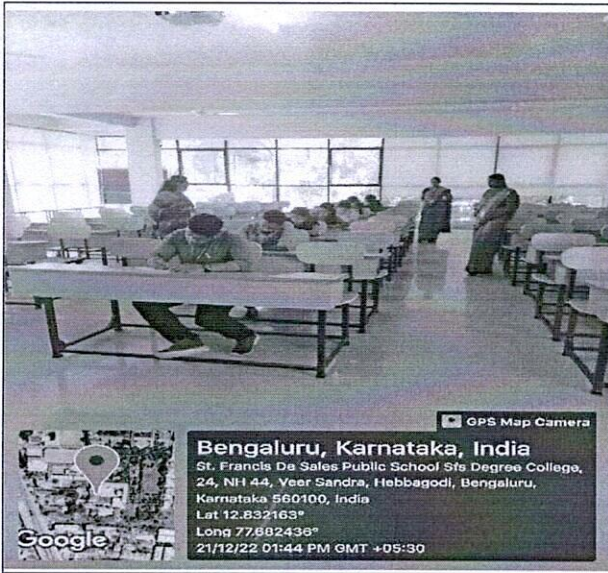 GPS Map Camera
Bengaluru, Karnataka, India
St. Francis De Sales Public School Sfs Degree College,
24, NH 44, Veer Sandra, Hebbagodi, Bengaluru,
Karnataka 560100, India
Lat 12.832163°
Long 77.682436°
21/12/22 01:44 PM GMT +05:30
Google